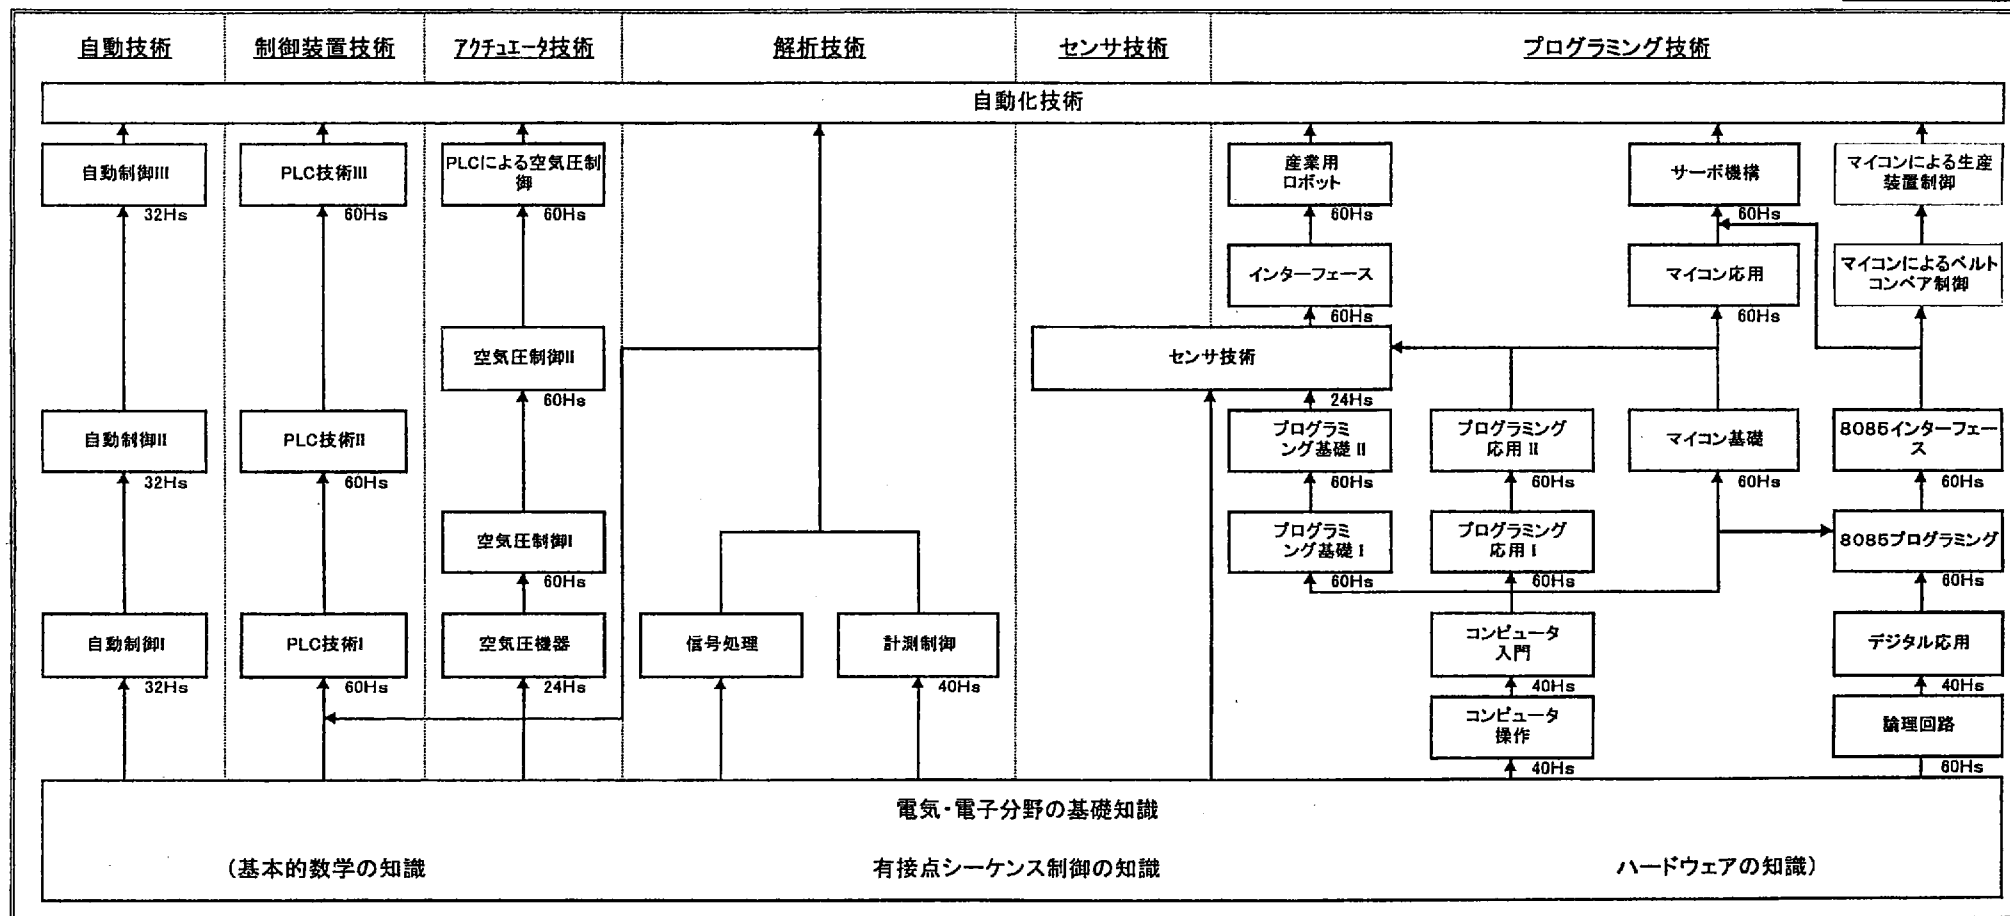 自動技術
制御装置技術
アクチュエータ技術
解析技術
センサ技術
プログラミング技術
自動化技術
自動制御III
32Hs
PLC技術III
60Hs
PLCによる空気圧制
御
60Hs
産業用
ロボット
60Hs
サーボ機構
60Hs
マイコンによる生産
装置制御
インターフェース
60Hs
マイコン応用
60Hs
マイコンによるベルト
コンベア制御
空気圧制御II
60Hs
センサ技術
24Hs
自動制御II
32Hs
PLC技術II
60Hs
プログラミ
ング基礎 II
60Hs
プログラミング
応用 II
60Hs
マイコン基礎
60Hs
8085インターフェー
ス
60Hs
空気圧制御I
60Hs
プログラミ
ング基礎 I
60Hs
プログラミング
応用 I
60Hs
8085プログラミング
60Hs
自動制御I
32Hs
PLC技術I
60Hs
空気圧機器
24Hs
信号処理
計測制御
40Hs
コンピュータ
入門
40Hs
デジタル応用
40Hs
コンピュータ
操作
40Hs
論理回路
60Hs
電気・電子分野の基礎知識
(基本的数学の知識
有接点シーケンス制御の知識
ハードウェアの知識)